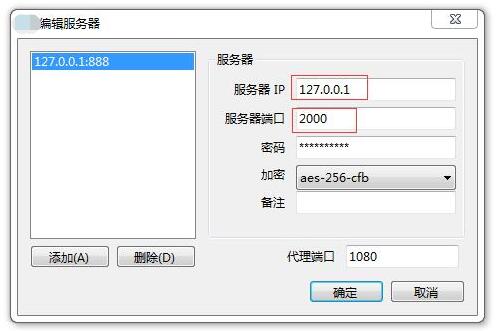 编辑服务器
127.0.0.1:888
服务器
服务器 IP 127.0.0.1
服务器端口 2000
密码 **********
加密 aes-256-cfb
备注
添加(A) 删除(D)
代理端口 1080
确定 取消